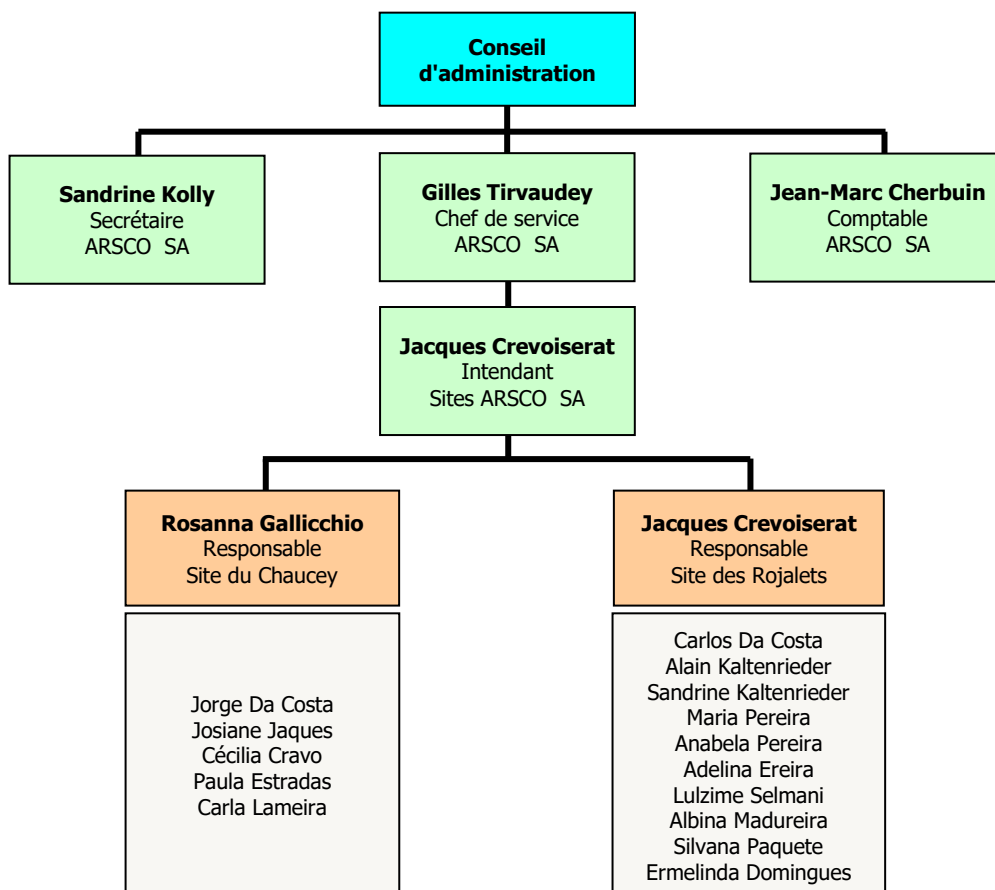 Conseil
d'administration
Sandrine Kolly
Secrétaire
ARSCO SA
Gilles Tirvaudey
Chef de service
ARSCO SA
Jean-Marc Cherbuin
Comptable
ARSCO SA
Jacques Crevoiserat
Intendant
Sites ARSCO SA
Rosanna Gallicchio
Responsable
Site du Chaucey
Jacques Crevoiserat
Responsable
Site des Rojalets
Jorge Da Costa
Josiane Jaques
Cécilia Cravo
Paula Estradas
Carla Lameira
Carlos Da Costa
Alain Kaltenrieder
Sandrine Kaltenrieder
Maria Pereira
Anabela Pereira
Adelina Ereira
Lulzime Selmani
Albina Madureira
Silvana Paquete
Ermelinda Domingues